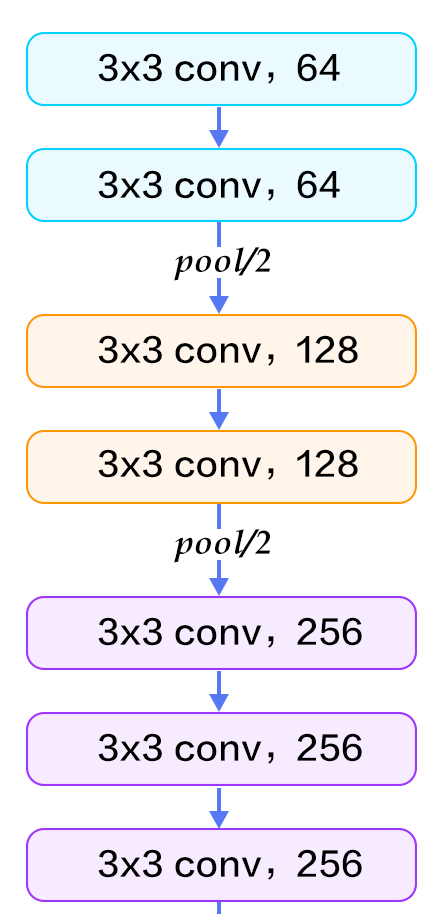 3x3 conv, 64
3x3 conv, 64
pool/2
3x3 conv, 128
3x3 conv, 128
pool/2
3x3 conv, 256
3x3 conv, 256
3x3 conv, 256